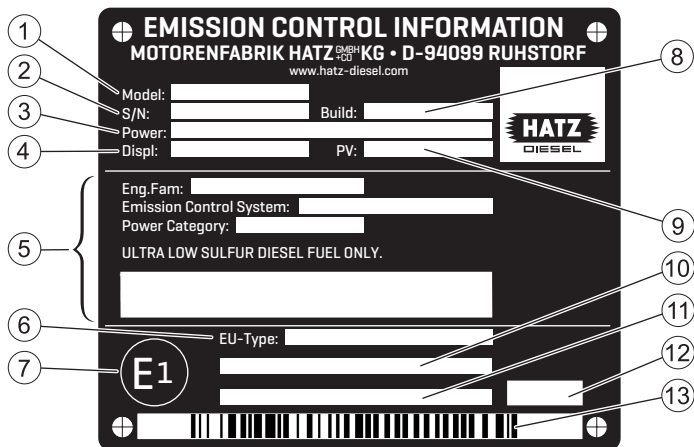 EMISSION CONTROL INFORMATION
MOTORENFABRIK HATZ GMBH +CO KG • D-94099 RUHSTORF
www.hatz-diesel.com
1
Model:
2
S/N:
Build:
8
3
Power:
4
Displ:
PV:
9
HATZ
DIESEL
5
Eng.Fam:
Emission Control System:
Power Category:
ULTRA LOW SULFUR DIESEL FUEL ONLY.
10
11
6
EU-Type:
7
E1
12
13